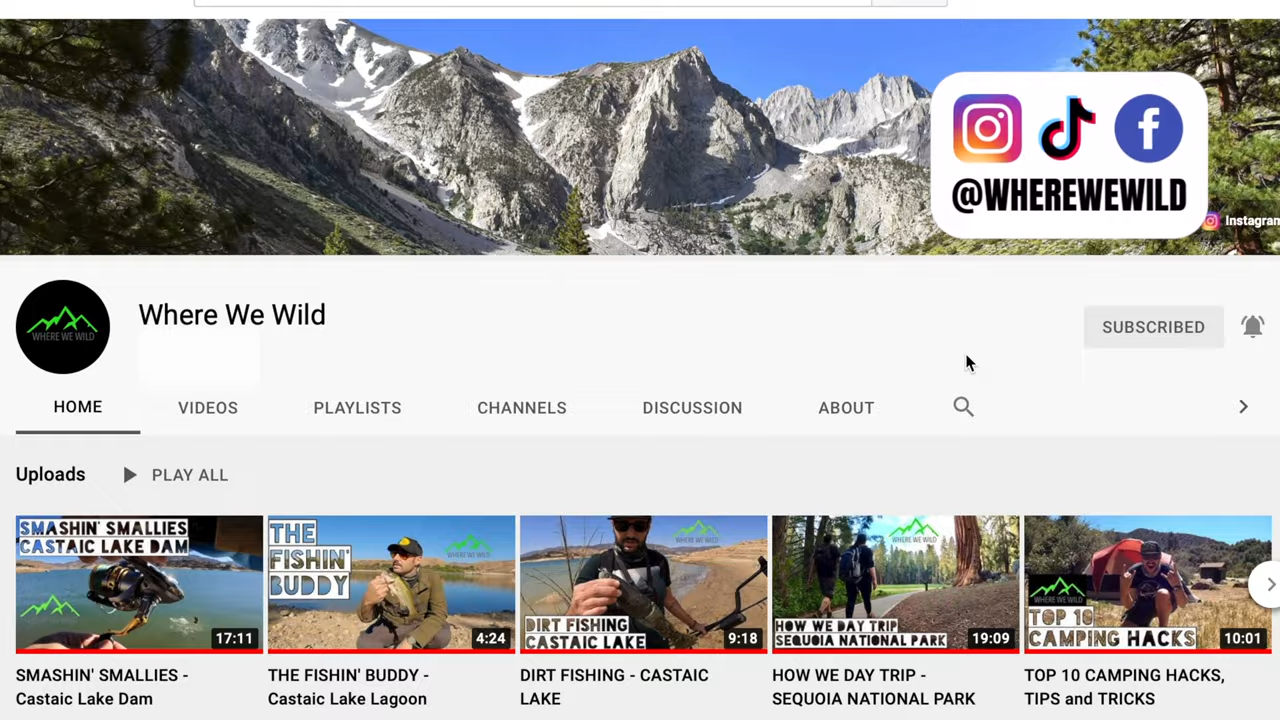 @WHEREWEWILD
Instagram
WHERE WE WILD
Where We Wild
SUBSCRIBED
HOME
VIDEOS
PLAYLISTS
CHANNELS
DISCUSSION
ABOUT
Uploads
PLAY ALL
SMASHIN' SMALLIES
CASTAIC LAKE DAM
17:11
THE
FISHIN'
BUDDY
WHERE WE WILD
4:24
WHERE WE WILD
DIRT FISHING
CASTAIC LAKE
9:18
WHERE WE WILD
HOW WE DAY TRIP
SEQUOIA NATIONAL PARK
19:09
WHERE WE WILD
TOP 10
CAMPING HACKS
10:01
SMASHIN' SMALLIES -
Castaic Lake Dam
THE FISHIN' BUDDY -
Castaic Lake Lagoon
DIRT FISHING - CASTAIC
LAKE
HOW WE DAY TRIP -
SEQUOIA NATIONAL PARK
TOP 10 CAMPING HACKS,
TIPS and TRICKS